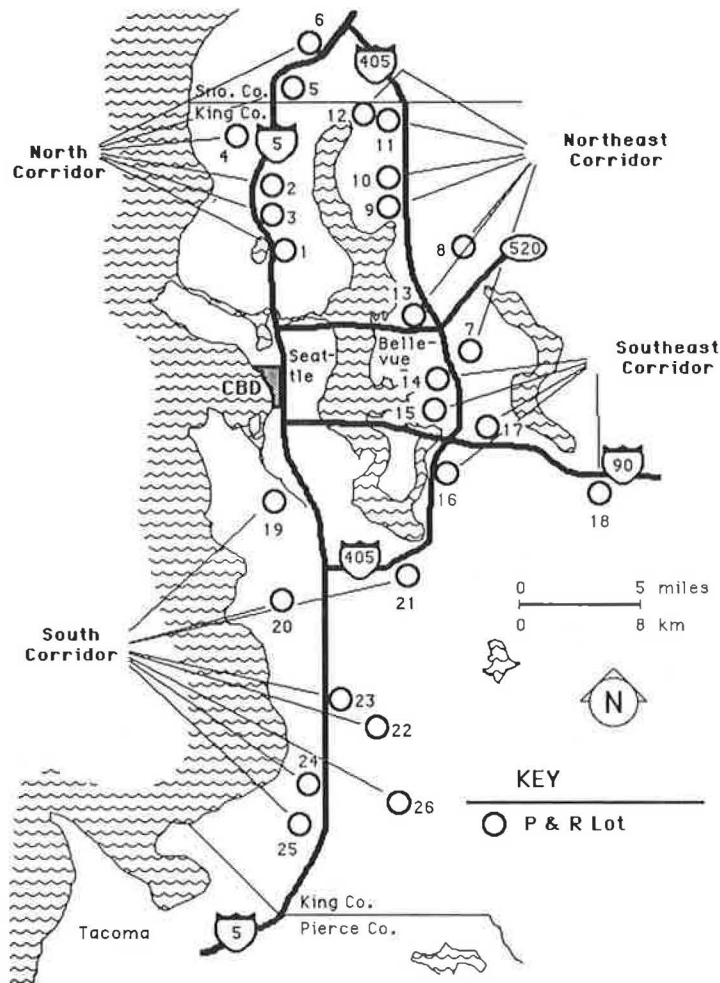 6
405
Sno. Co.
5
King Co.
12
11
4
5
North
Corridor
Northeast
Corridor
2
10
3
9
1
8
520
13
7
Seat-
tle
Belle-
vue
CBD
14
15
Southeast
Corridor
17
90
16
18
19
405
21
20
0 5 miles
0 8 km
South
Corridor
N
23
22
24
26
25
KEY
P & R Lot
King Co.
Pierce Co.
Tacoma
5